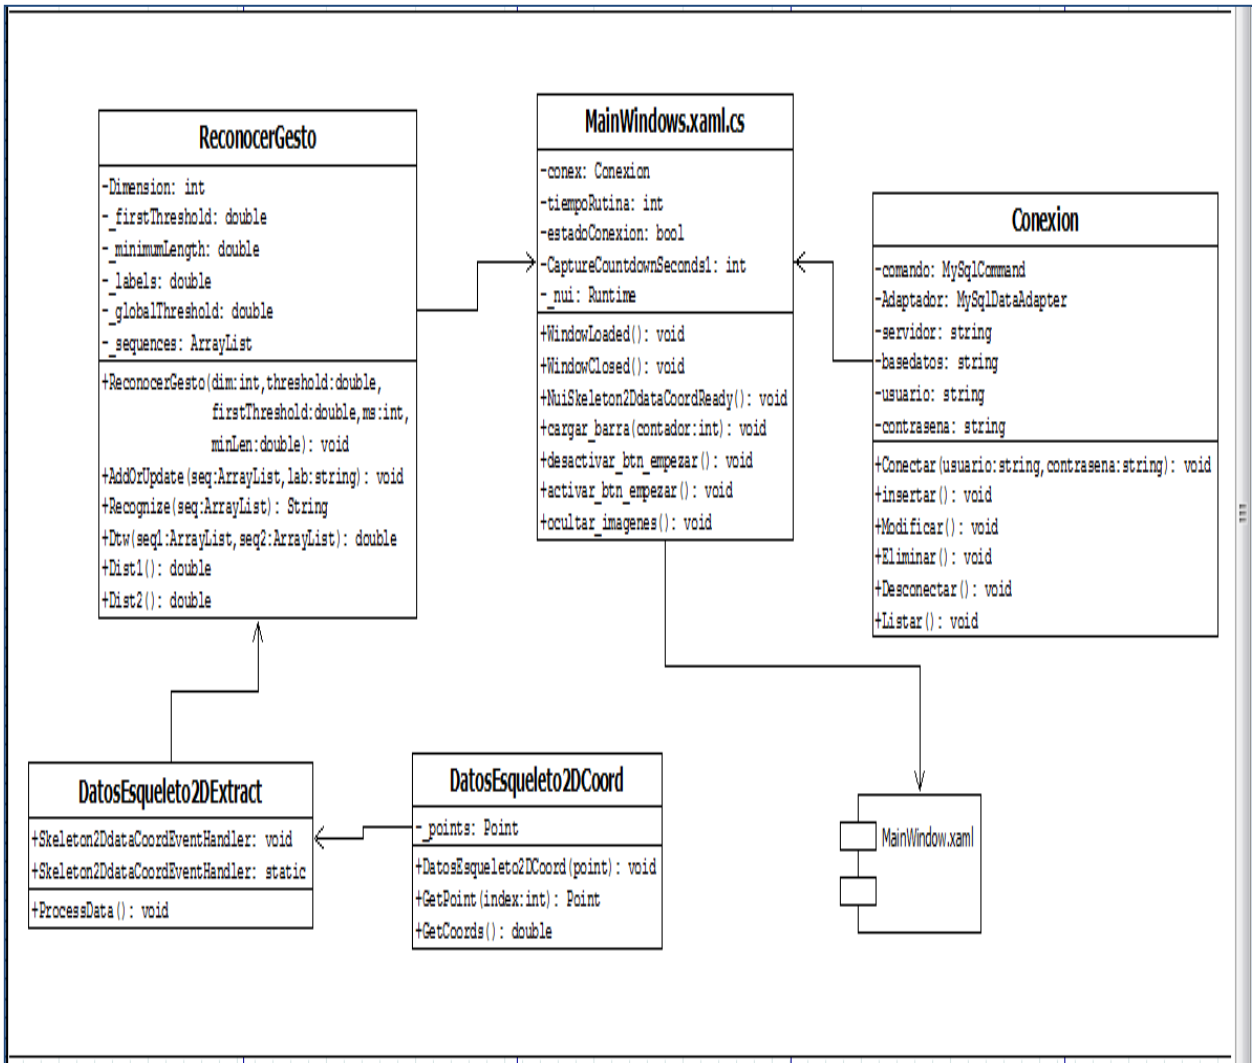 ReconocerGesto
-Dimension: int
-_firstThreshold: double
-_minimumLength: double
-_labels: double
-_globalThreshold: double
-_sequences: ArrayList
+ReconocerGesto(dim:int,threshold:double,
firstThreshold:double,ms:int,
minLen:double): void
+AddOrUpdate(seq:ArrayList,lab:string): void
+Recognize(seq:ArrayList): String
+Dtw(seq1:ArrayList,seq2:ArrayList): double
+Dist1(): double
+Dist2(): double
MainWindows.xaml.cs
-conex: Conexion
-tiempoRutina: int
-estadoConexion: bool
-CaptureCountdownSeconds1: int
-_nui: Runtime
+WindowLoaded(): void
+WindowClosed(): void
+NuiSkeleton2DdataCoordReady(): void
+cargar_barra(contador:int): void
+desactivar_btn_empezar(): void
+activar_btn_empezar(): void
+ocultar_imagenes(): void
Conexion
-comando: MySqlCommand
-Adaptador: MySqlDataAdapter
-servidor: string
-basedatos: string
-usuario: string
-contrasena: string
+Conectar(usuario:string,contrasena:string): void
+insertar(): void
+Modificar(): void
+Eliminar(): void
+Desconectar(): void
+Listar(): void
DatosEsqueleto2DExtract
+Skeleton2DdataCoordEventHandler: void
+Skeleton2DdataCoordEventHandler: static
+ProcessData(): void
DatosEsqueleto2DCoord
-_points: Point
+DatosEsqueleto2DCoord(point): void
+GetPoint(index:int): Point
+GetCoords(): double
MainWindow.xaml